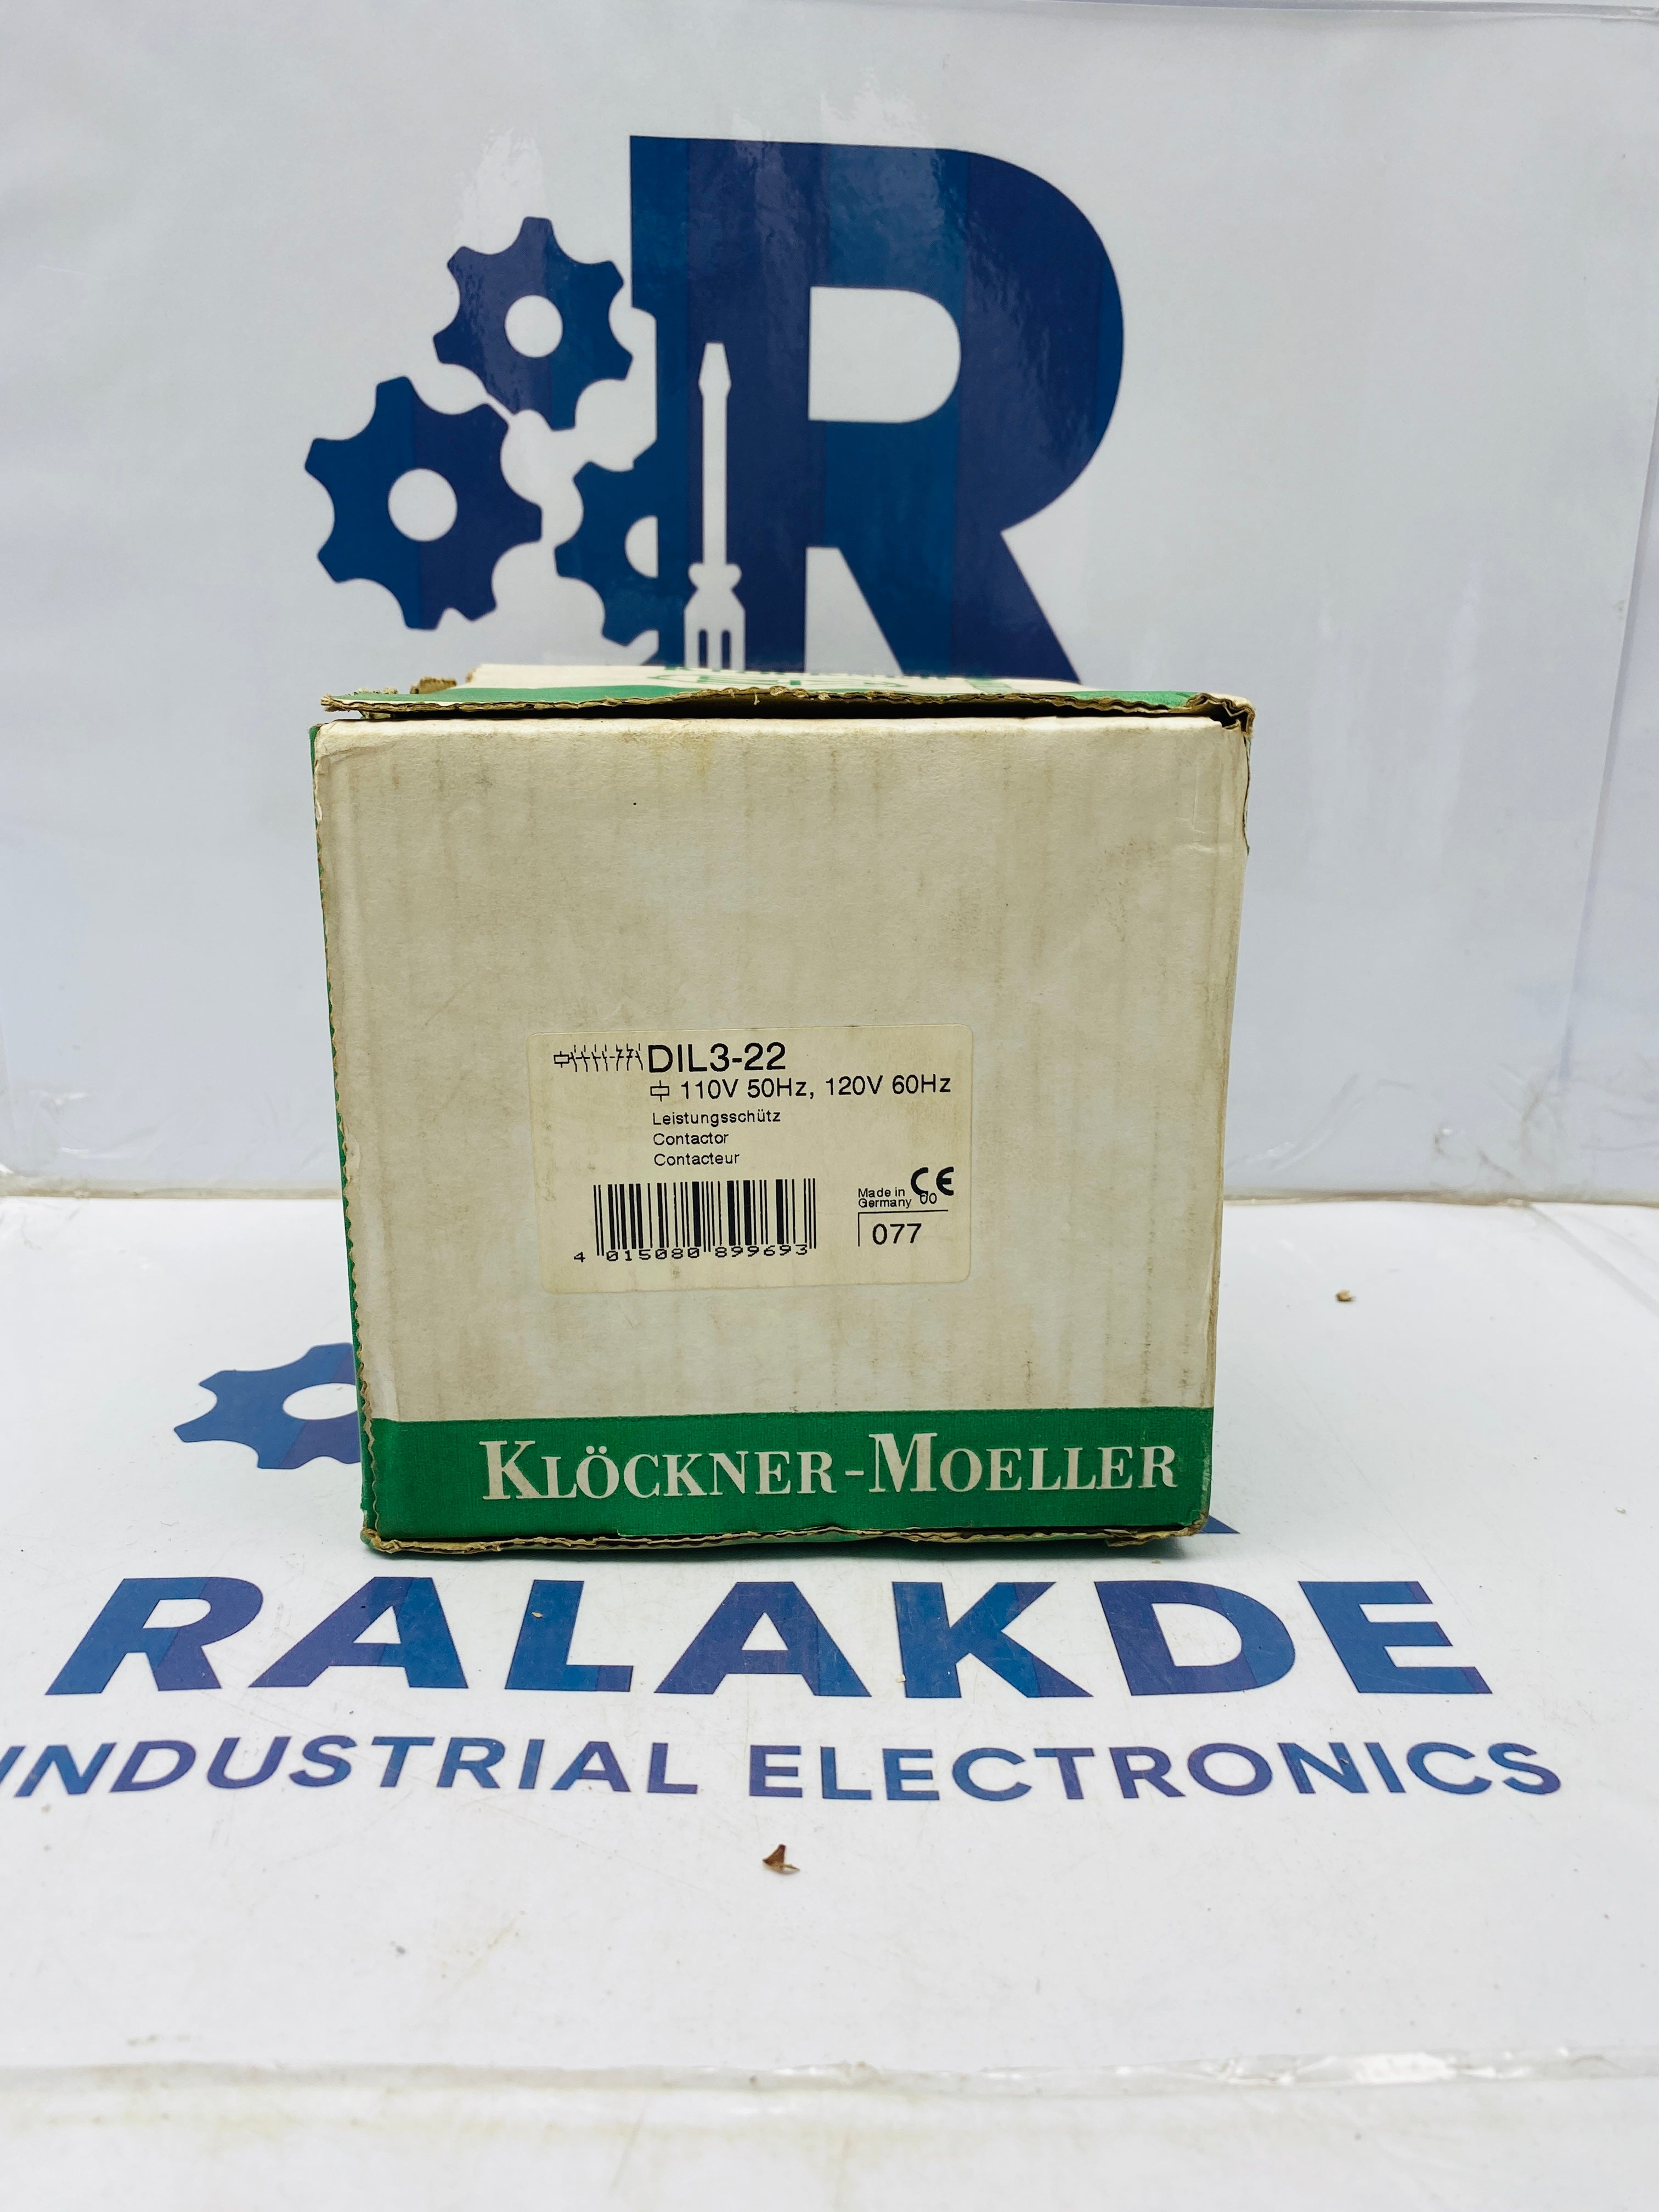 R
DIL3-22
110V 50Hz, 120V 60Hz
Leistungsschütz
Contactor
Contacteur
Made in
Germany 00
CE
077
4 015080 899693
KLÖCKNER-MOELLER
RALAKDE
INDUSTRIAL ELECTRONICS